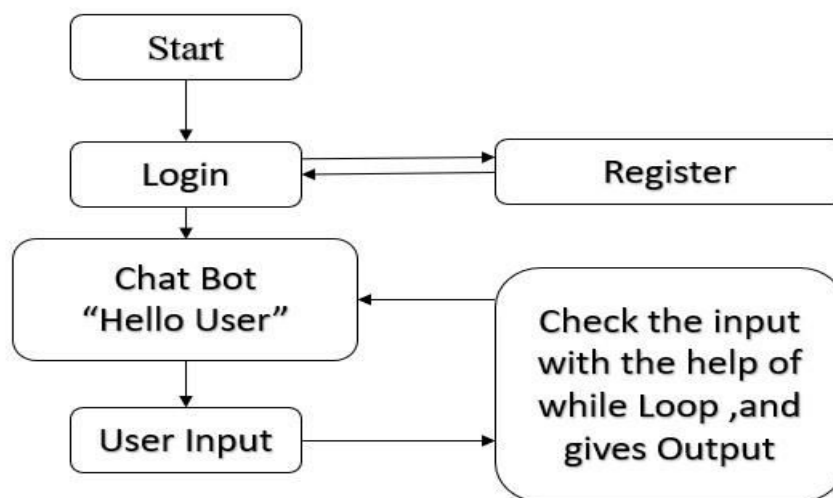 Start
Login
Register
Chat Bot
“Hello User”
Check the input
with the help of
while Loop ,and
gives Output
User Input